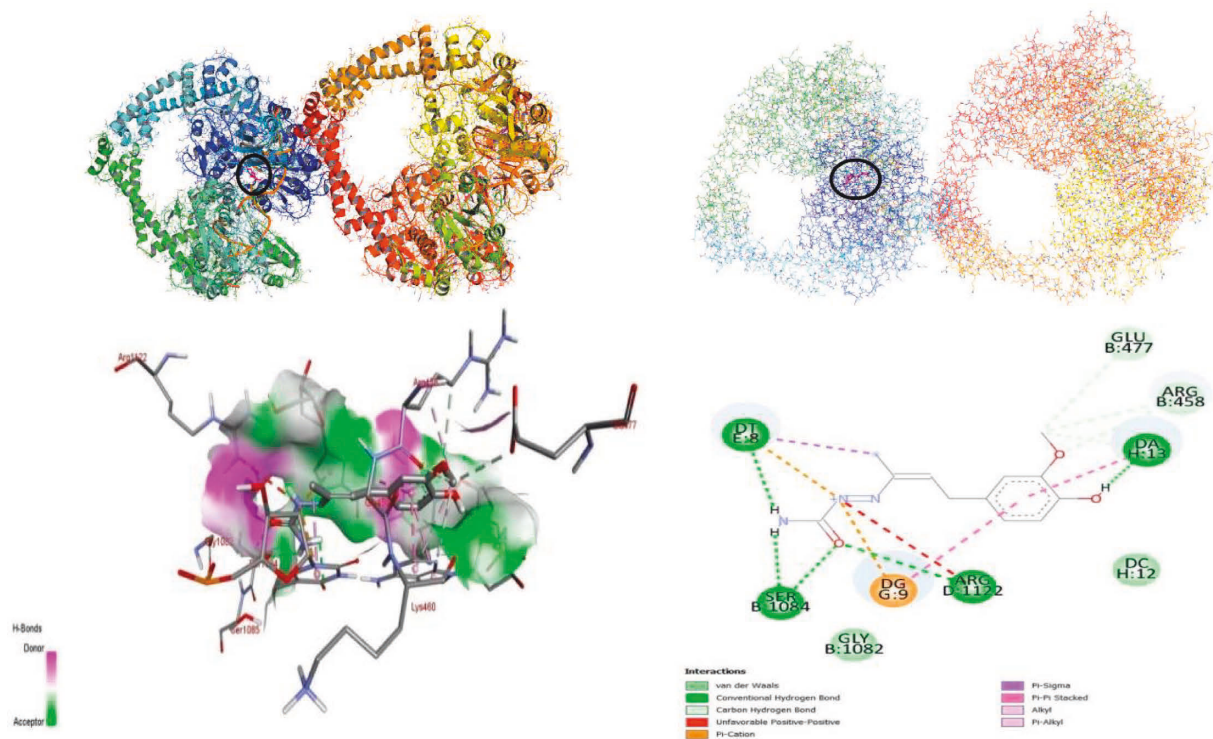 Arg1122
Lys460
Ser1085
H-Bonds
Donor
Acceptor
GLU
B:477
ARG
B:458
DT
E:8
DA
H:13
H
O
O
H
N
N
H
N
H
O
DC
H:12
DG
G:9
ARG
D:1122
SER
B:1084
GLY
B:1082
Interactions
van der Waals
Conventional Hydrogen Bond
Carbon Hydrogen Bond
Unfavorable Positive-Positive
Pi-Cation
Pi-Sigma
Pi-Pi Stacked
Alkyl
Pi-Alkyl